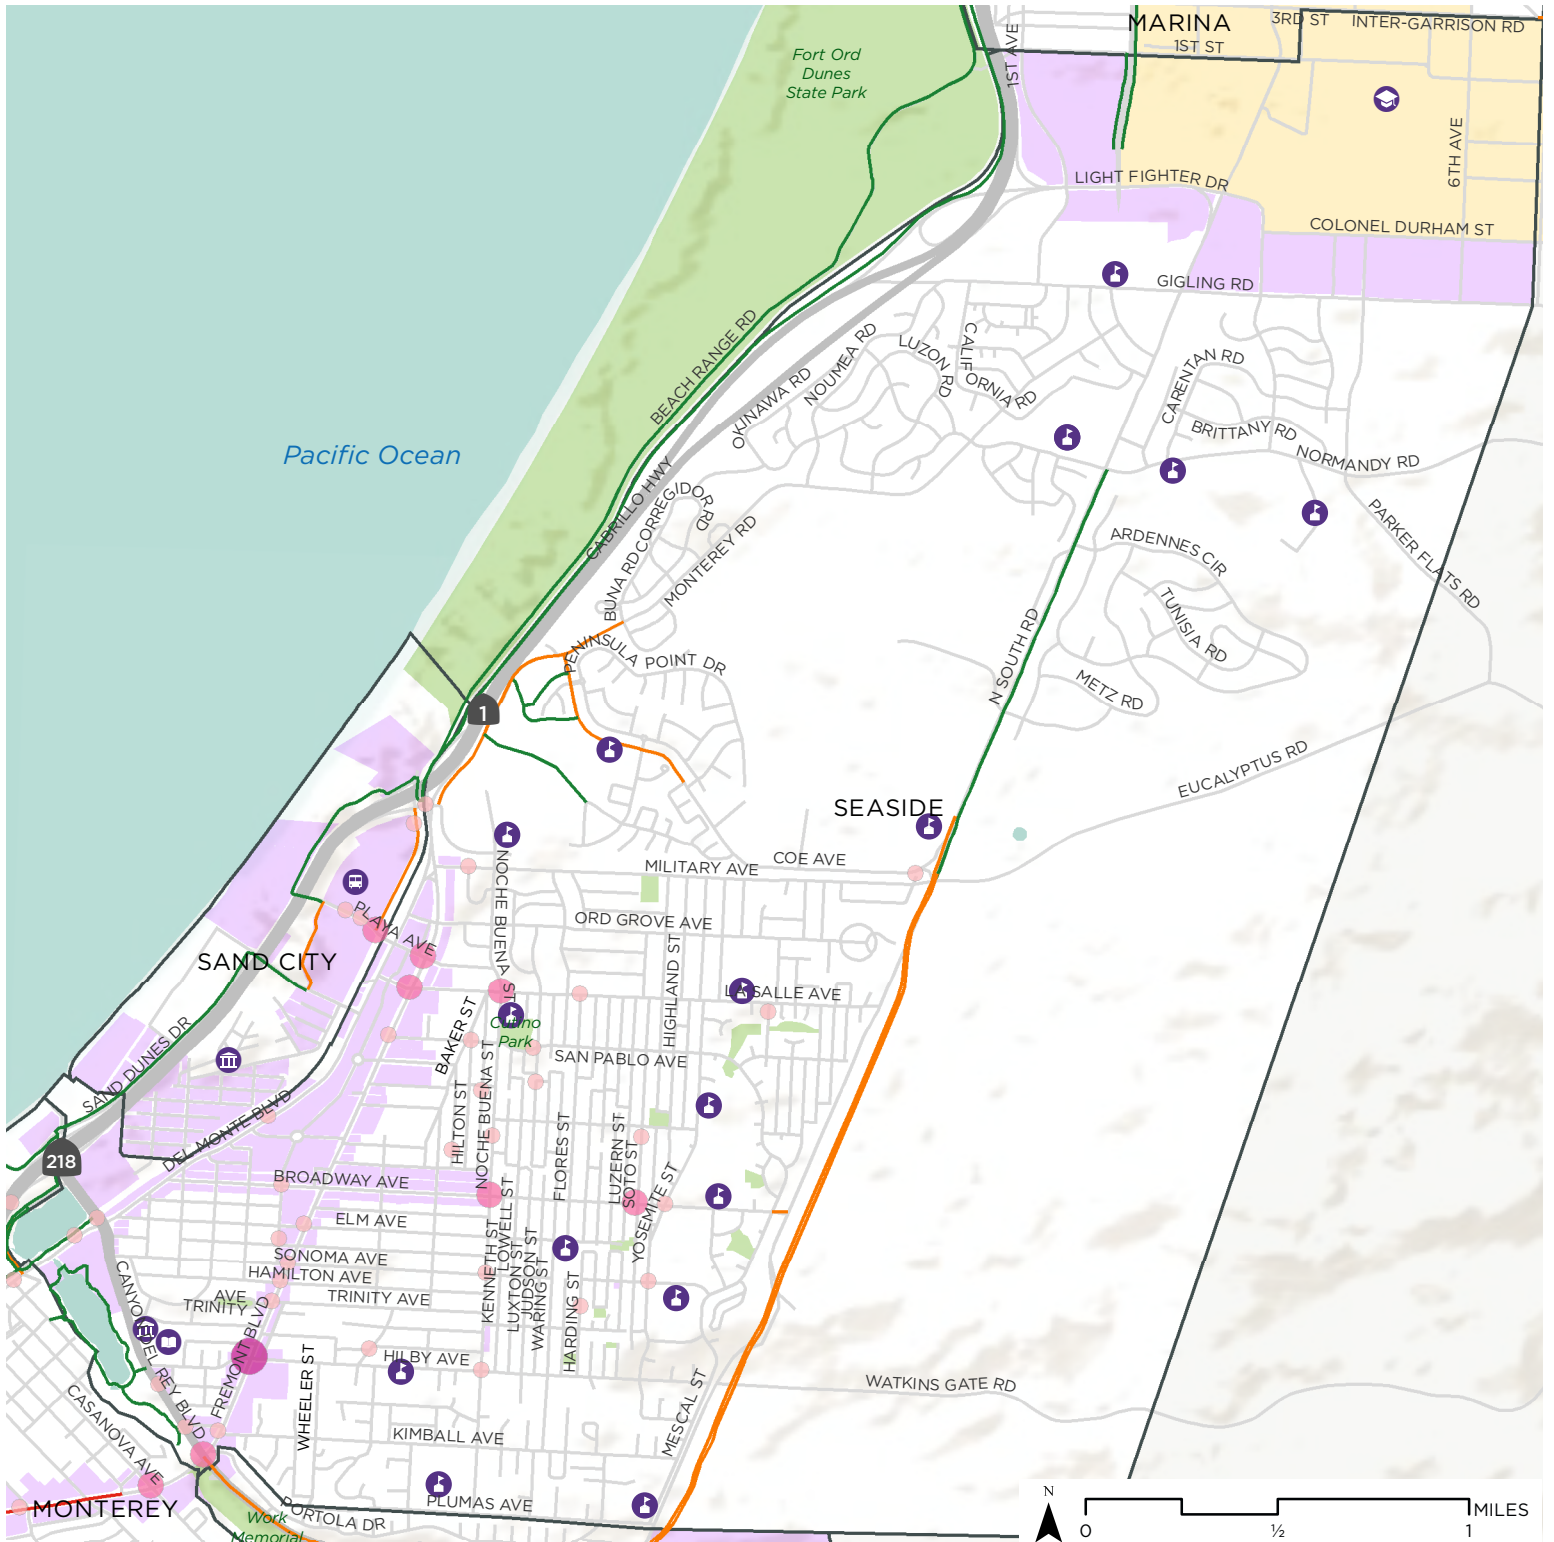 MARINA
3RD ST
INTER-GARRISON RD
1ST ST
1ST AVE
Fort Ord
Dunes
State Park
6TH AVE
LIGHT FIGHTER DR
COLONEL DURHAM ST
GIGLING RD
BEACH RANGE RD
NOUMEA RD
LUZON RD
CALIFORNIA RD
CARENTAN RD
OKINAWA RD
BRITTANY RD
NORMANDY RD
Pacific Ocean
CABRILLO HWY
CORREGIDOR RD
MONTEREY RD
BUNA RD
PARKER FLATS RD
ARDENNES CIR
TUNISIA RD
N SOUTH RD
PENINSULA POINT DR
METZ RD
1
EUCALYPTUS RD
SEASIDE
MILITARY AVE
COE AVE
NOCHE BUENA ST
ORD GROVE AVE
PLAYA AVE
SAND CITY
HIGHLAND ST
LA SALLE AVE
BAKER ST
Cutino
Park
SAN PABLO AVE
SAND DUNES DR
DEL MONTE BLVD
HILTON ST
NOCHE BUENA ST
FLORES ST
LUZERN ST
SOTO ST
YOSEMITE ST
218
BROADWAY AVE
ELM AVE
SONOMA AVE
HAMILTON AVE
TRINITY AVE
AVE
TRINITY
KENNETH ST
LOWELL ST
LUXTON ST
JUDSON ST
WARING ST
HARDING ST
CANYON DEL REY BLVD
FREMONT BLVD
WHEELER ST
HILBY AVE
WATKINS GATE RD
MESCAL ST
CASANOVA AVE
KIMBALL AVE
PLUMAS AVE
PORTOLA DR
MONTEREY
Work
Memorial
N
0
½
1
MILES